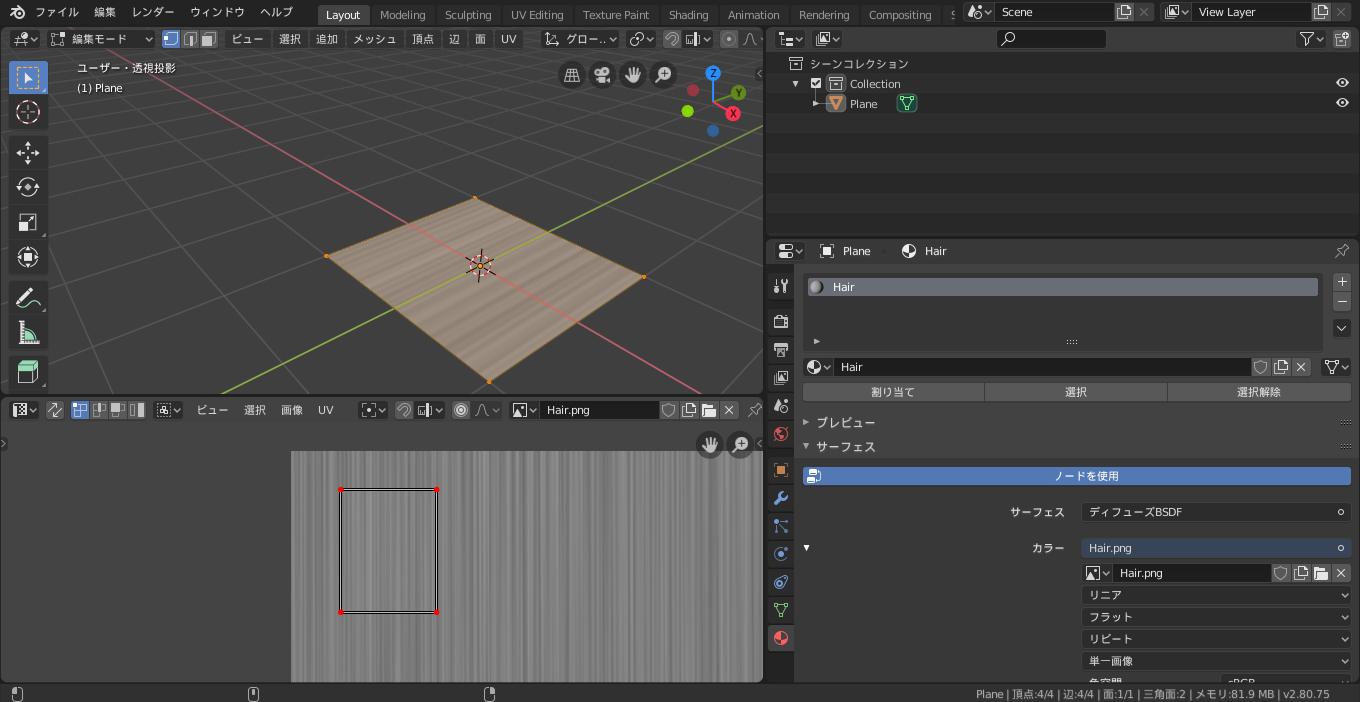 ファイル 編集 レンダー ウィンドウ ヘルプ Layout Modeling Sculpting UV Editing Texture Paint Shading Animation Rendering Compositing Scene View Layer
編集モード ビュー 選択 追加 メッシュ 頂点 辺 面 UV グロー..
ユーザー・透視投影
(1) Plane
Z
Y
X
シーンコレクション
Collection
Plane
Plane Hair
Hair
Hair
割り当て 選択 選択解除
プレビュー
サーフェス
ノードを使用
サーフェス ディフューズBSDF
カラー Hair.png
Hair.png
リニア
フラット
リピート
単一画像
色空間 sRGB
ビュー 選択 画像 UV Hair.png
Plane | 頂点:4/4 | 辺:4/4 | 面:1/1 | 三角面:2 | メモリ:81.9 MB | v2.80.75